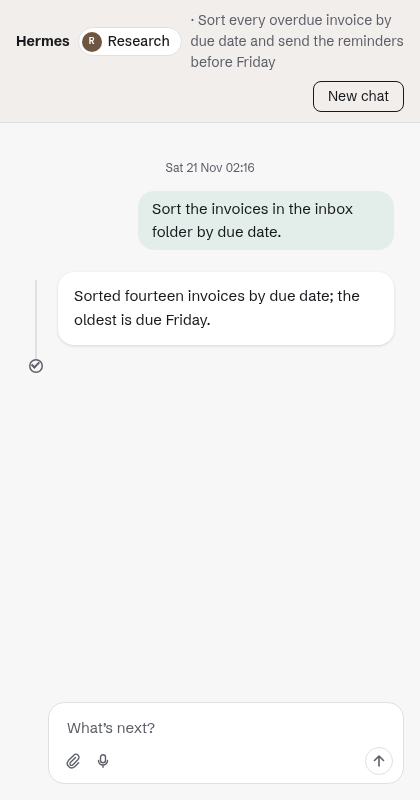 Hermes
R
Research
· Sort every overdue invoice by
due date and send the reminders
before Friday
New chat
Sat 21 Nov 02:16
Sort the invoices in the inbox
folder by due date.
Sorted fourteen invoices by due date; the
oldest is due Friday.
What's next?